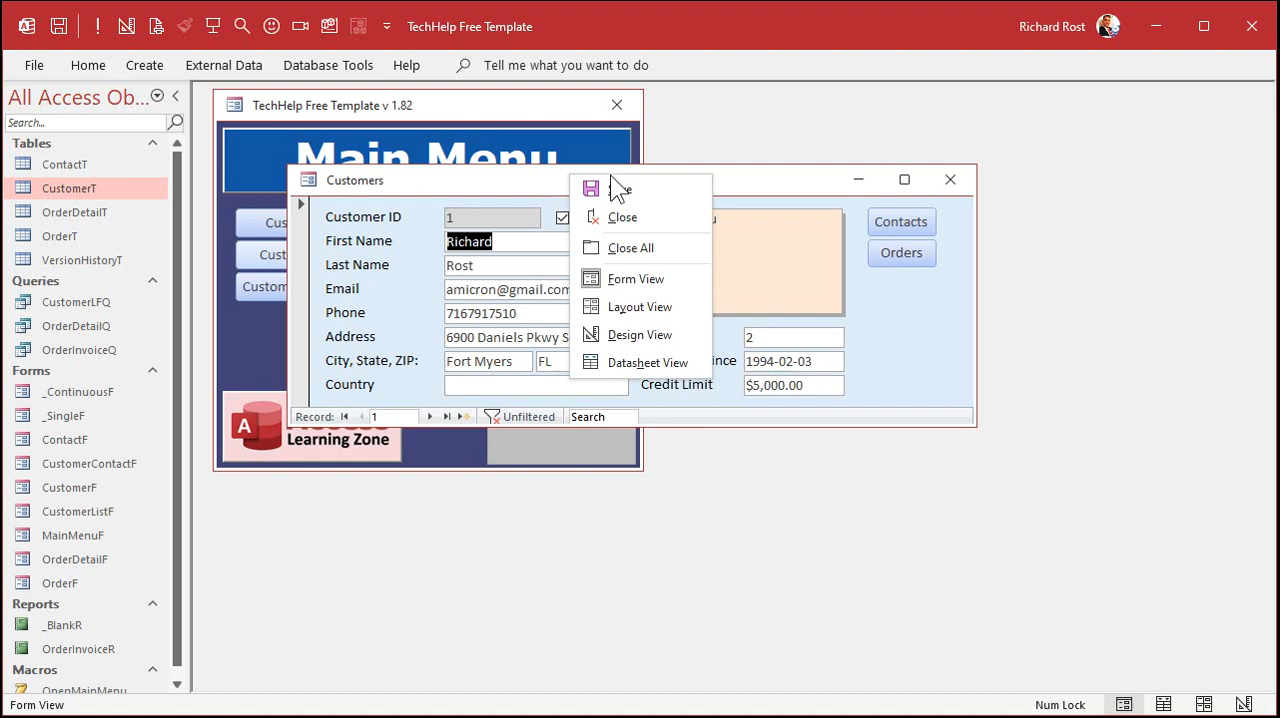 TechHelp Free Template
Richard Rost
File Home Create External Data Database Tools Help Tell me what you want to do
All Access Ob...
Search...
Tables
ContactT
CustomerT
OrderDetailT
OrderT
VersionHistoryT
Queries
CustomerLFQ
OrderDetailQ
OrderInvoiceQ
Forms
_ContinuousF
_SingleF
ContactF
CustomerContactF
CustomerF
CustomerListF
MainMenuF
OrderDetailF
OrderF
Reports
_BlankR
OrderInvoiceR
Macros
OpenMainMenu
TechHelp Free Template v 1.82
Main Menu
Custom
A
Learning Zone
Customers
Customer ID 1
First Name Richard
Last Name Rost
Email amicron@gmail.com
Phone 7167917510
Address 6900 Daniels Pkwy S
City, State, ZIP: Fort Myers FL
Country
2
1994-02-03
Credit Limit $5,000.00
Contacts
Orders
Record: 1 Unfiltered Search
Close
Close All
Form View
Layout View
Design View
Datasheet View
Form View
Num Lock